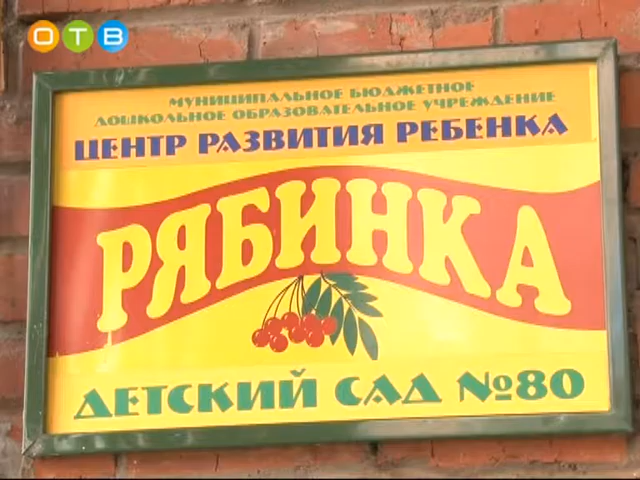 ОТВ
МУНИЦИПАЛЬНОЕ БЮДЖЕТНОЕ
ДОШКОЛЬНОЕ ОБРАЗОВАТЕЛЬНОЕ УЧРЕЖДЕНИЕ
ЦЕНТР РАЗВИТИЯ РЕБЕНКА
РЯБИНКА
ДЕТСКИЙ САД №80